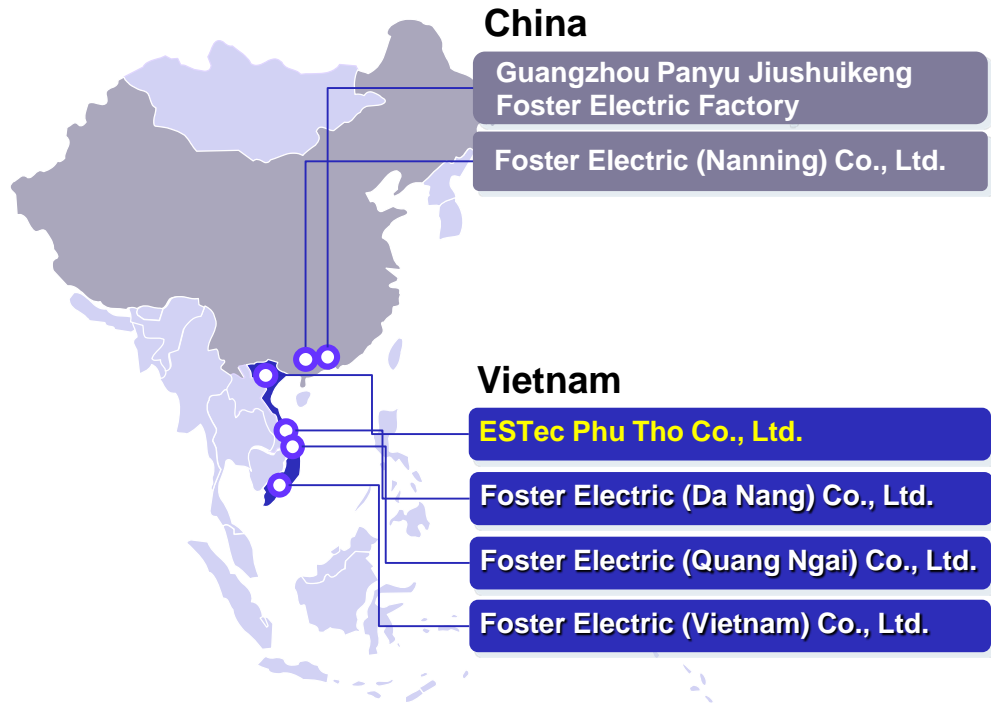 China
Guangzhou Panyu Jiushuikeng
Foster Electric Factory
Foster Electric (Nanning) Co., Ltd.
Vietnam
ESTec Phu Tho Co., Ltd.
Foster Electric (Da Nang) Co., Ltd.
Foster Electric (Quang Ngai) Co., Ltd.
Foster Electric (Vietnam) Co., Ltd.